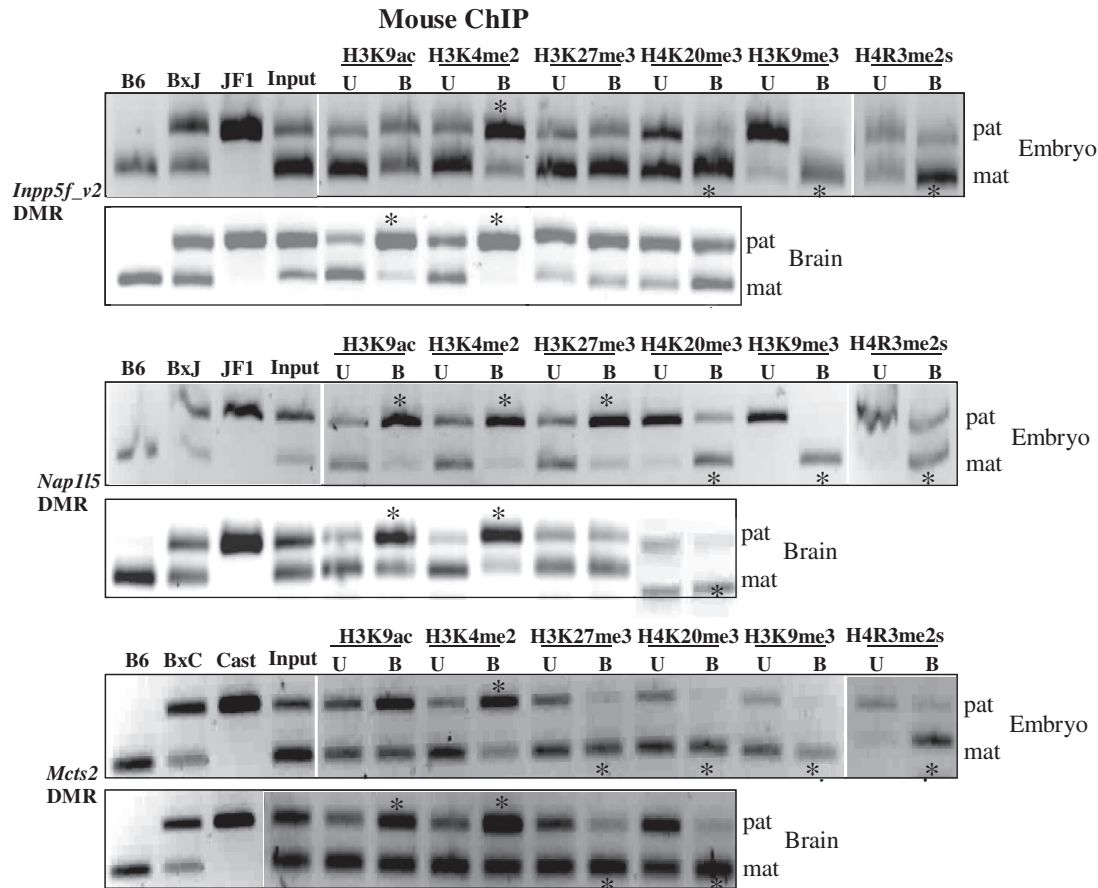 Mouse ChIP
H3K9ac H3K4me2 H3K27me3 H4K20me3 H3K9me3 H4R3me2s
B6 BxJ JF1 Input U B U B U B U B U B U B
*
pat
Embryo
mat
Inpp5f_v2
DMR
* * * *
* *
pat
Brain
mat
H3K9ac H3K4me2 H3K27me3 H4K20me3 H3K9me3 H4R3me2s
B6 BxJ JF1 Input U B U B U B U B U B U B
* * *
pat
Embryo
mat
Nap1l5
DMR
* * *
* *
pat
Brain
mat
*
H3K9ac H3K4me2 H3K27me3 H4K20me3 H3K9me3 H4R3me2s
B6 BxC Cast Input U B U B U B U B U B U B
*
pat
Embryo
mat
Mcts2
DMR
* * * *
* *
pat
Brain
mat
* *